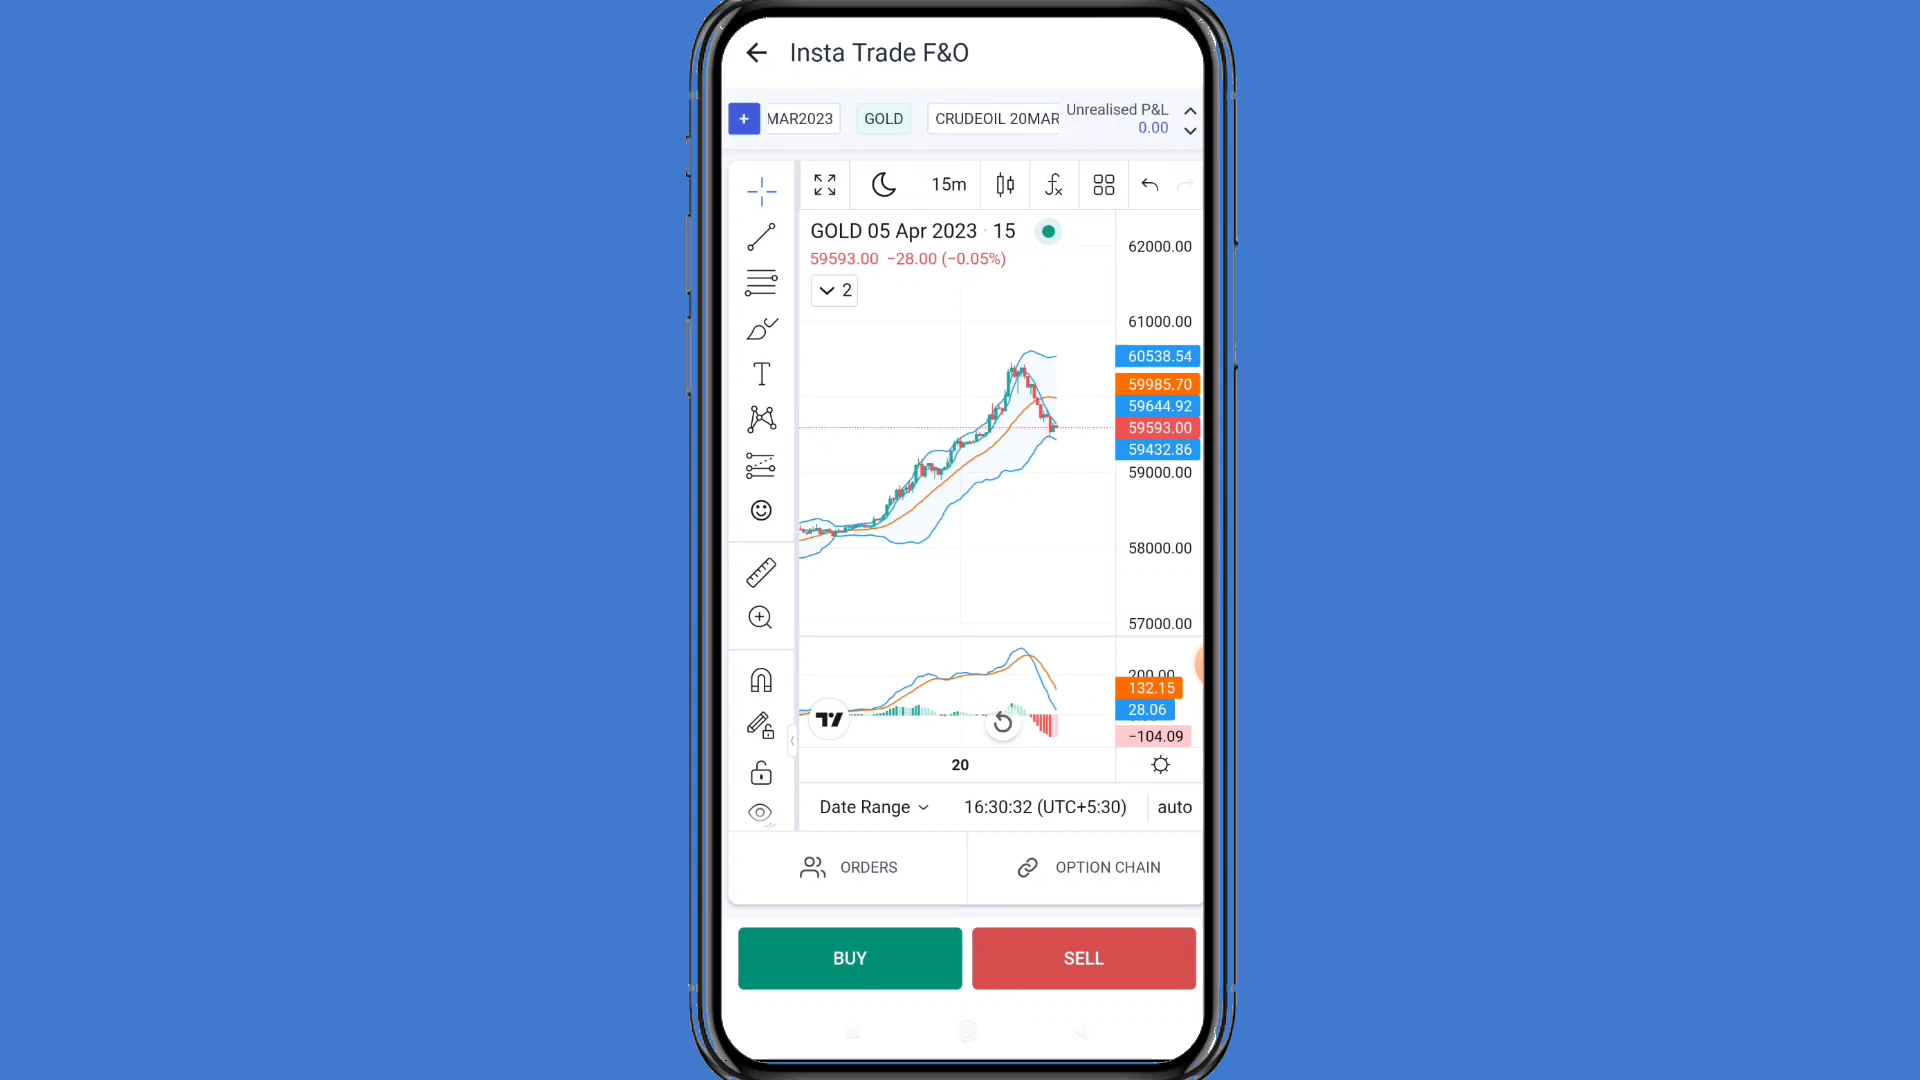 Insta Trade F&O
+ MAR2023 GOLD CRUDEOIL 20MAR Unrealised P&L
0.00
15m
GOLD 05 Apr 2023 · 15
59593.00 −28.00 (−0.05%)
2
62000.00
61000.00
60538.54
59985.70
59644.92
59593.00
59432.86
59000.00
58000.00
57000.00
200.00
132.15
28.06
−104.09
20
Date Range 16:30:32 (UTC+5:30) auto
ORDERS OPTION CHAIN
BUY SELL